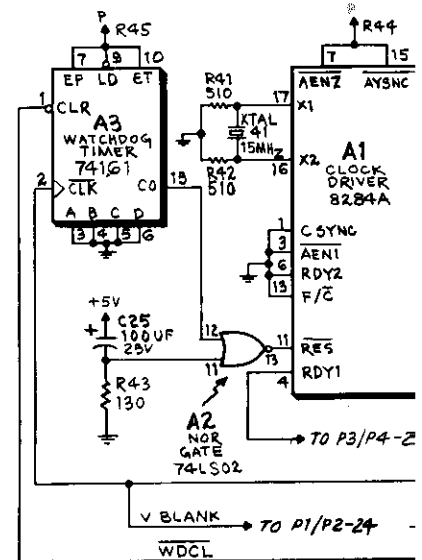 P
R45
7 9 10
EP LD ET
1
CLR
A3
WATCHDOG
TIMER
74161
2
CLK
CO
15
A B C D
3 4 5 6
R44
7
15
AEN2
AYSNC
R41
510
17
X1
XTAL
41
15MHZ
R42
510
16
X2
A1
CLOCK
DRIVER
8284A
1
C SYNC
3
AEN1
6
RDY2
13
F/C
+5V
+
C25
100UF
25V
R43
130
12
11
13
A2
NOR
GATE
74LS02
11
RES
4
RDY1
TO P3/P4-2
V BLANK
TO P1/P2-24
WDCL